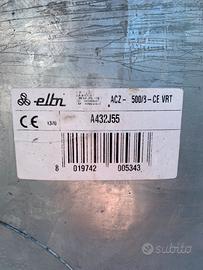 elbi
ACZ - 500/3-CE VRT
CE
A432J55
8 019742 005343
subito